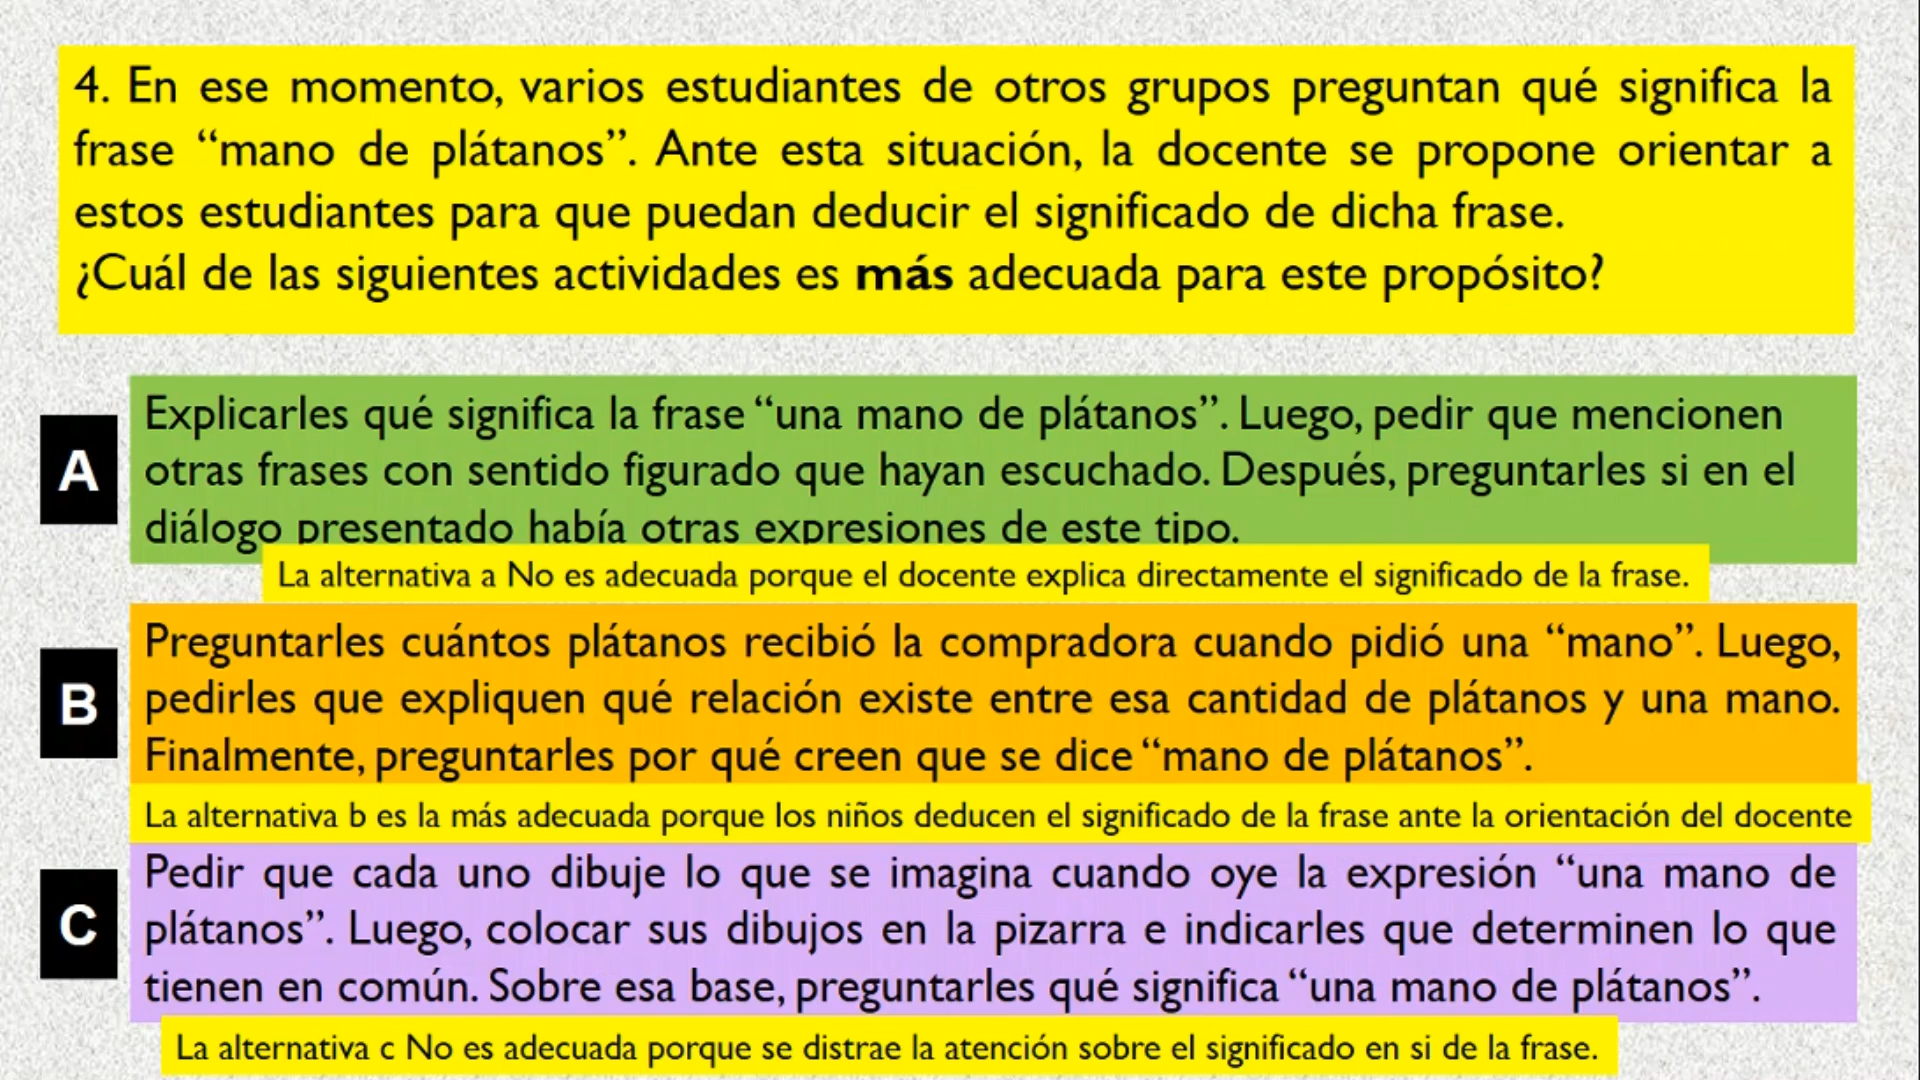 4. En ese momento, varios estudiantes de otros grupos preguntan qué significa la
frase “mano de plátanos”. Ante esta situación, la docente se propone orientar a
estos estudiantes para que puedan deducir el significado de dicha frase.
¿Cuál de las siguientes actividades es más adecuada para este propósito?
A
Explicarles qué significa la frase “una mano de plátanos”. Luego, pedir que mencionen
otras frases con sentido figurado que hayan escuchado. Después, preguntarles si en el
diálogo presentado había otras expresiones de este tipo.
La alternativa a No es adecuada porque el docente explica directamente el significado de la frase.
B
Preguntarles cuántos plátanos recibió la compradora cuando pidió una “mano”. Luego,
pedirles que expliquen qué relación existe entre esa cantidad de plátanos y una mano.
Finalmente, preguntarles por qué creen que se dice “mano de plátanos”.
La alternativa b es la más adecuada porque los niños deducen el significado de la frase ante la orientación del docente
C
Pedir que cada uno dibuje lo que se imagina cuando oye la expresión “una mano de
plátanos”. Luego, colocar sus dibujos en la pizarra e indicarles que determinen lo que
tienen en común. Sobre esa base, preguntarles qué significa “una mano de plátanos”.
La alternativa c No es adecuada porque se distrae la atención sobre el significado en si de la frase.